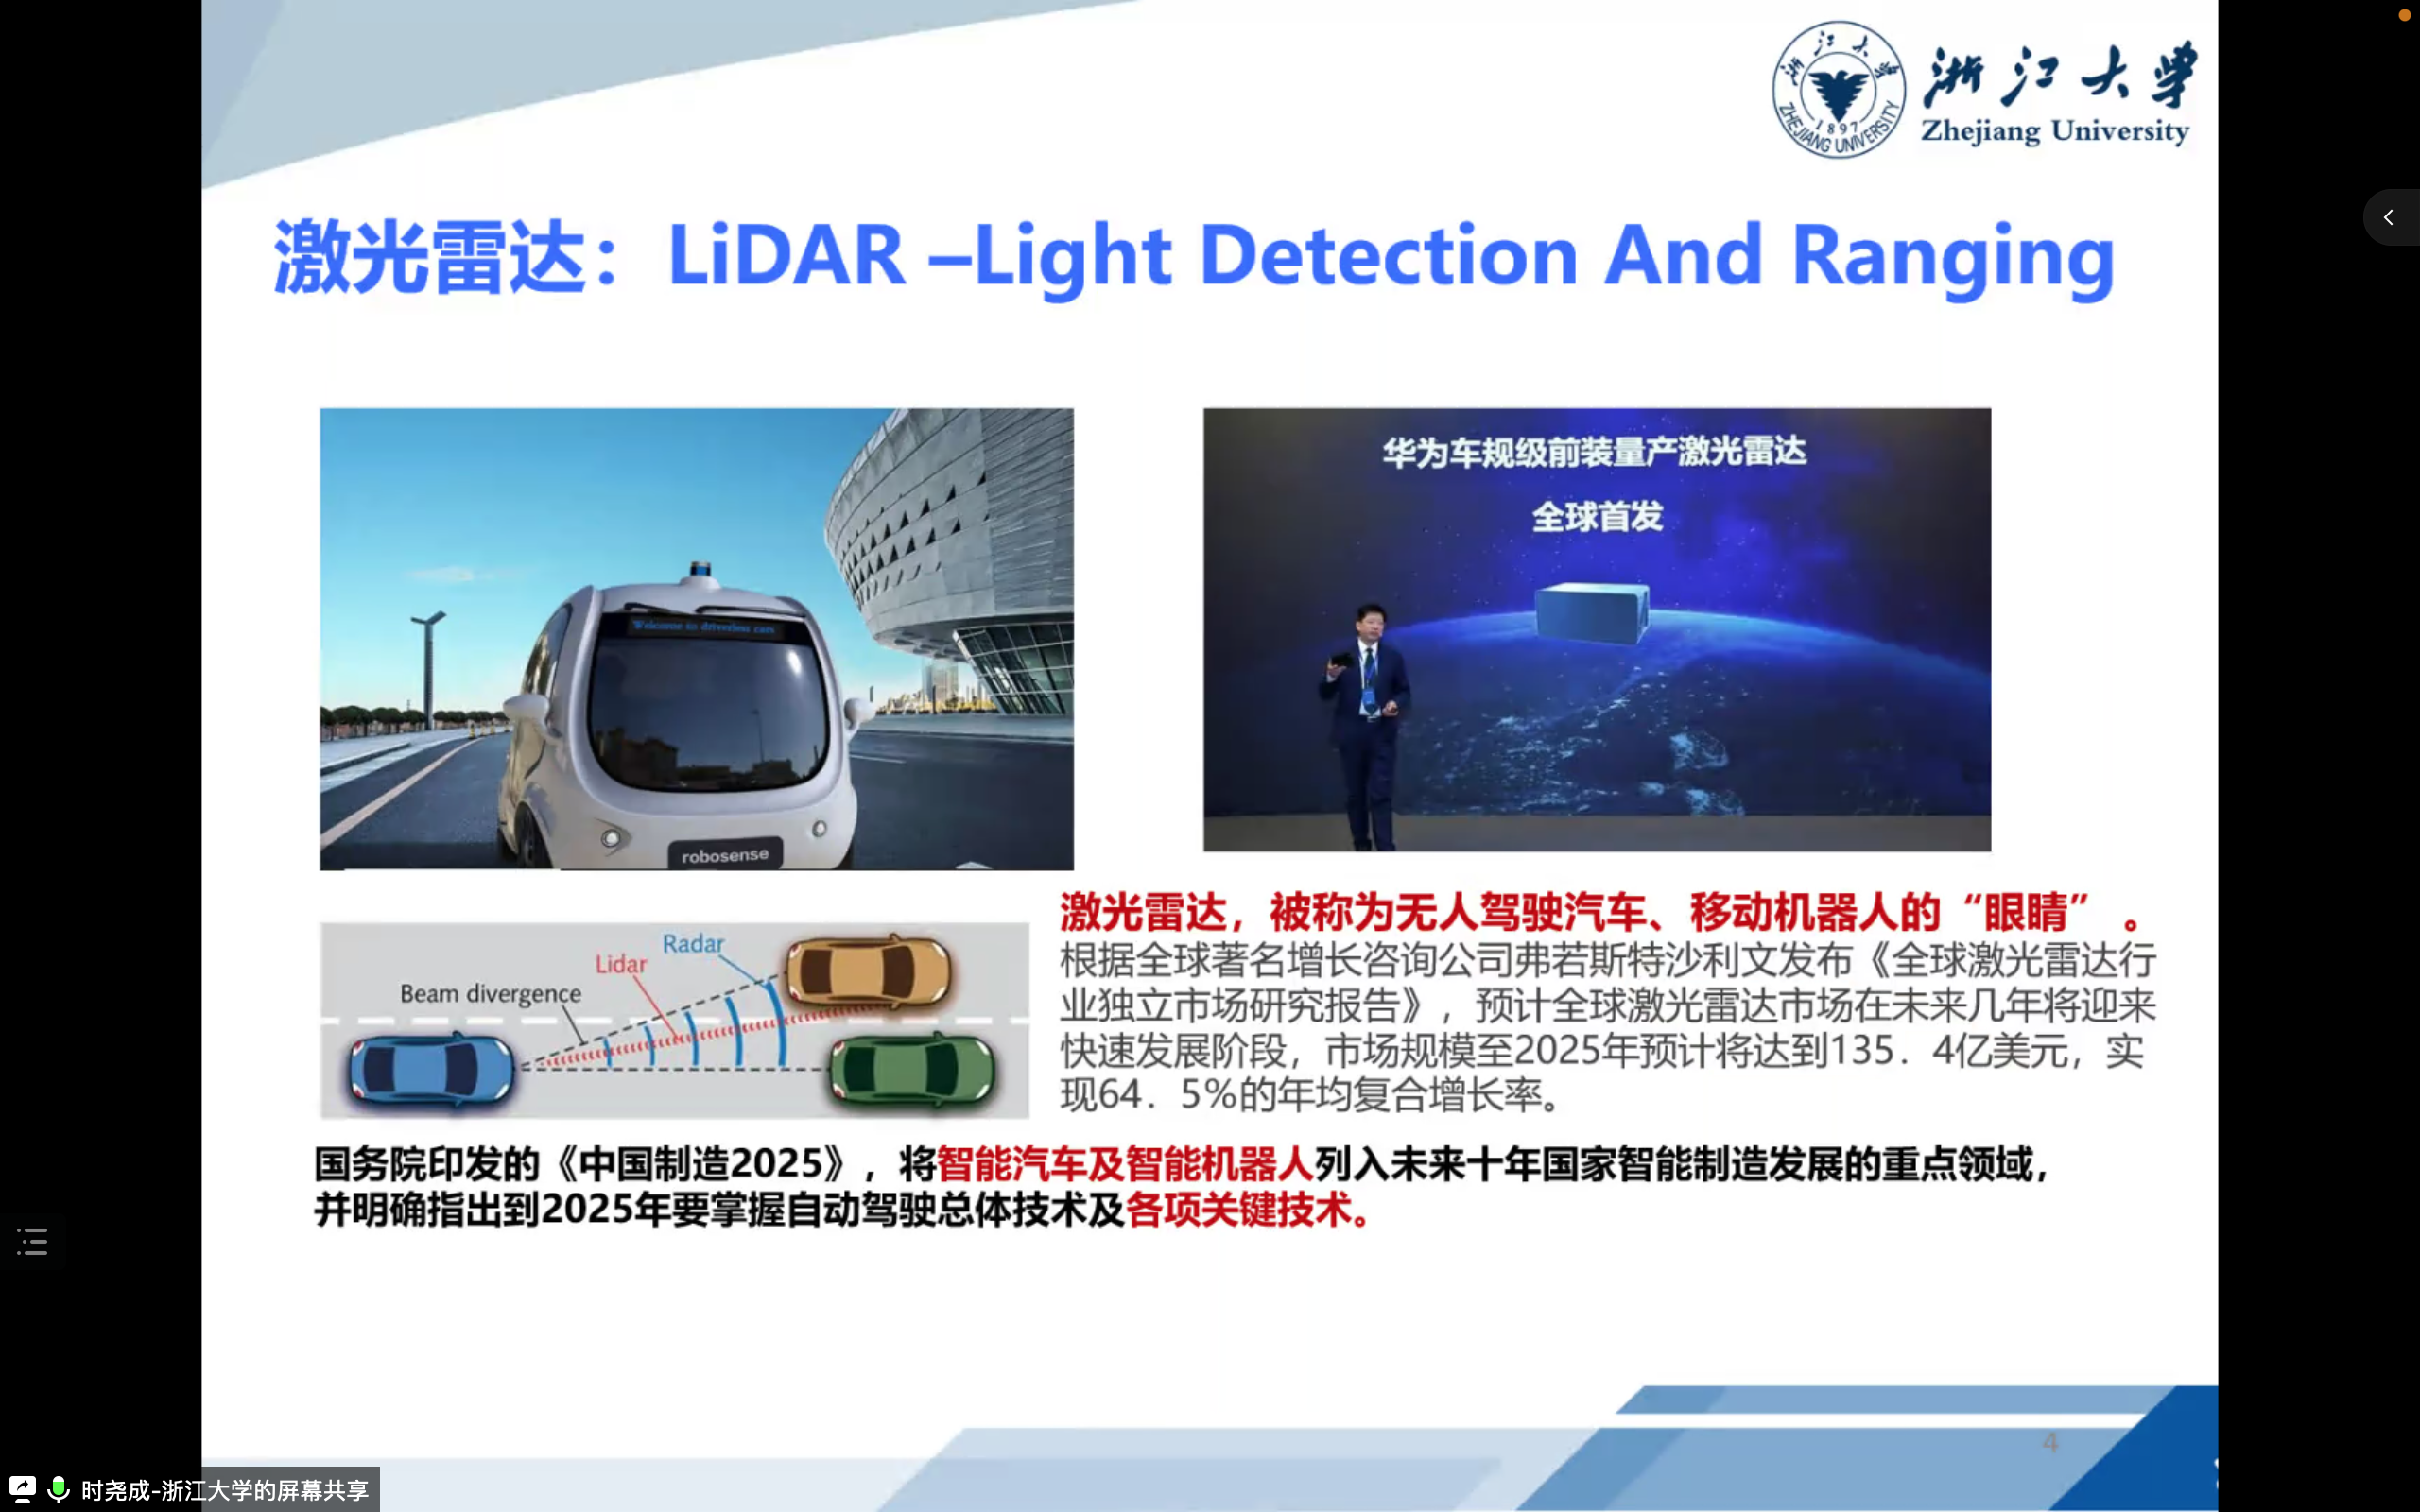 浙江大学
ZHEJIANG UNIVERSITY
1897
浙江大学
Zhejiang University
激光雷达：LiDAR –Light Detection And Ranging
Welcome to driverless cars
robosense
华为车规级前装量产激光雷达
全球首发
Radar
Lidar
Beam divergence
激光雷达，被称为无人驾驶汽车、移动机器人的“眼睛”。
根据全球著名增长咨询公司弗若斯特沙利文发布《全球激光雷达行
业独立市场研究报告》，预计全球激光雷达市场在未来几年将迎来
快速发展阶段，市场规模至2025年预计将达到135．4亿美元，实
现64．5%的年均复合增长率。
国务院印发的《中国制造2025》，将智能汽车及智能机器人列入未来十年国家智能制造发展的重点领域，
并明确指出到2025年要掌握自动驾驶总体技术及各项关键技术。
4
时尧成-浙江大学的屏幕共享